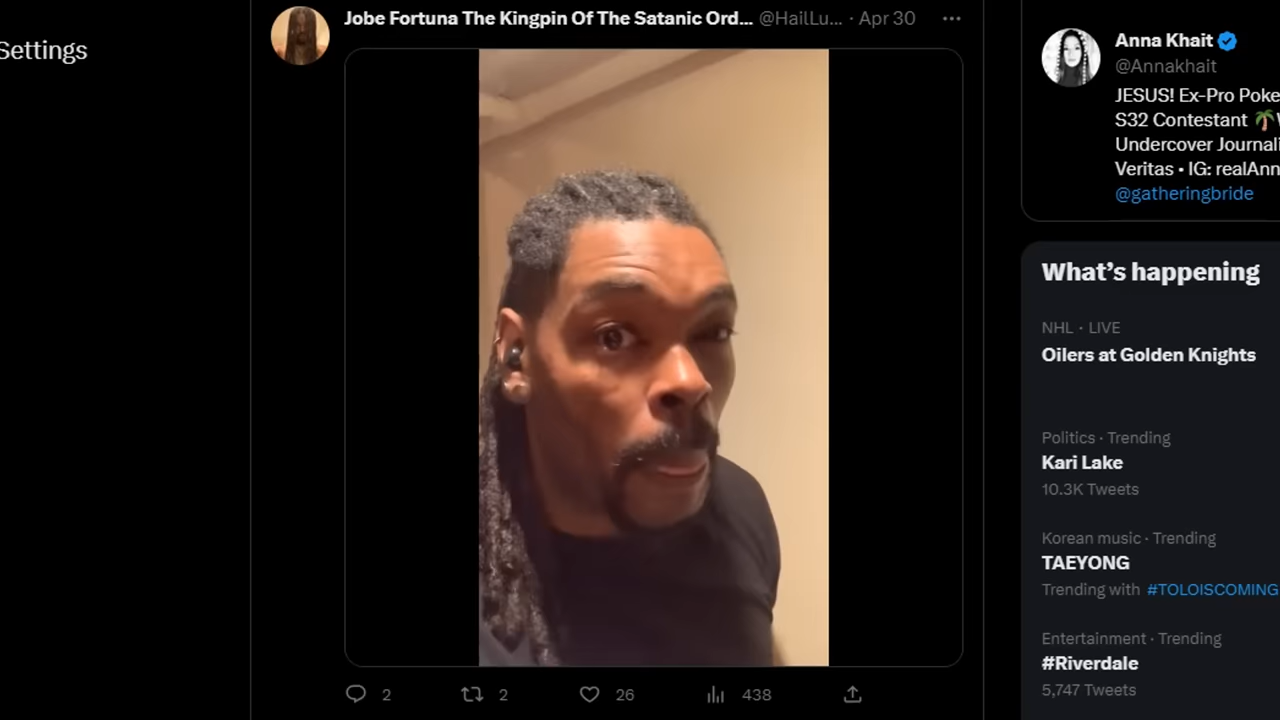 Settings
Jobe Fortuna The Kingpin Of The Satanic Ord... @HailLu... · Apr 30
2
2
26
438
Anna Khait
@Annakhait
JESUS! Ex-Pro Poke
S32 Contestant 🌴
Undercover Journali
Veritas • IG: realAnn
@gatheringbride
What's happening
NHL · LIVE
Oilers at Golden Knights
Politics · Trending
Kari Lake
10.3K Tweets
Korean music · Trending
TAEYONG
Trending with #TOLOISCOMING
Entertainment · Trending
#Riverdale
5,747 Tweets